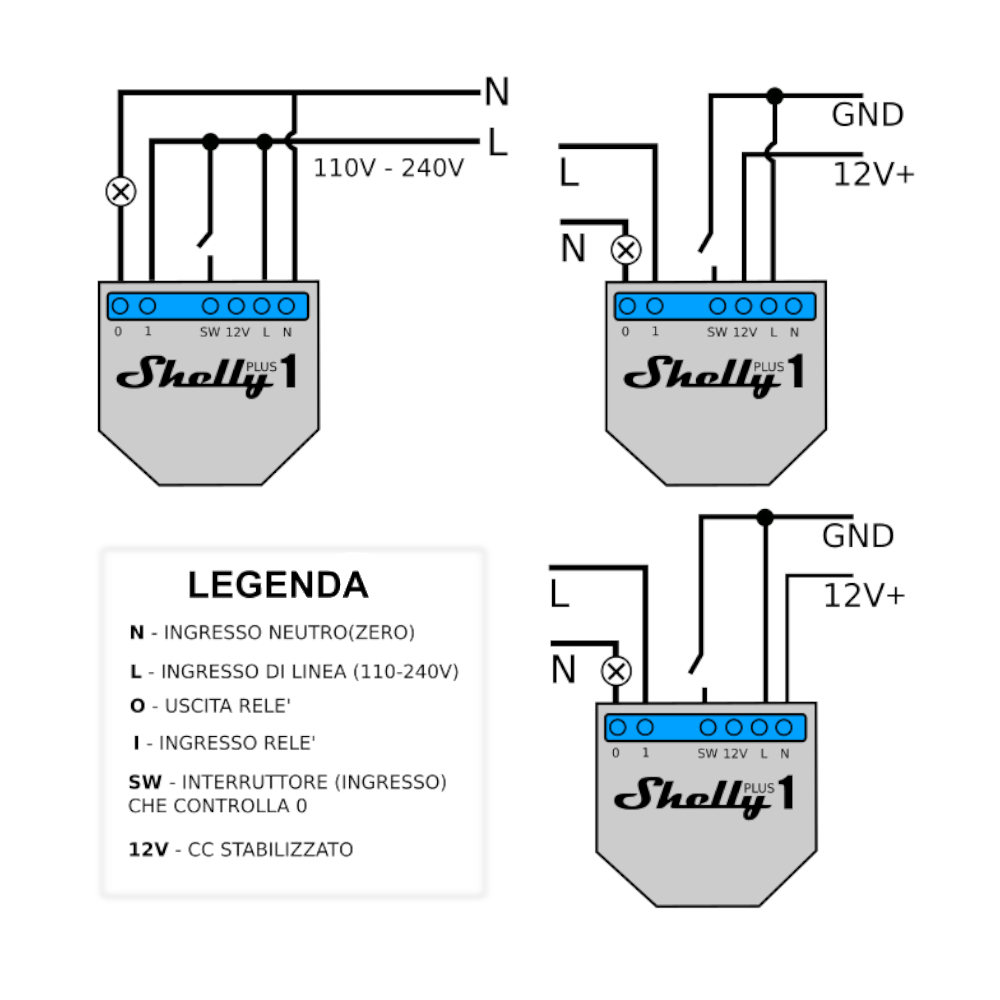 N
L
110V - 240V
0 1 SW 12V L N
Shelly PLUS 1
GND
12V+
L
N
0 1 SW 12V L N
Shelly PLUS 1
GND
12V+
L
N
0 1 SW 12V L N
Shelly PLUS 1
LEGENDA
N - INGRESSO NEUTRO(ZERO)
L - INGRESSO DI LINEA (110-240V)
O - USCITA RELE'
I - INGRESSO RELE'
SW - INTERRUTTORE (INGRESSO)
CHE CONTROLLA 0
12V - CC STABILIZZATO